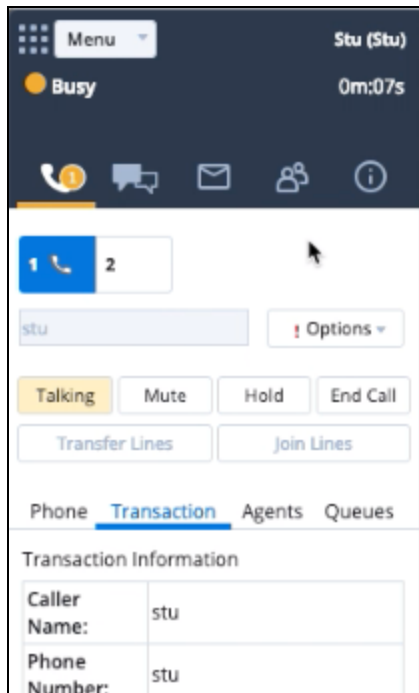 Menu Stu (Stu)
Busy 0m:07s
1
1 2
stu ! Options
Talking Mute Hold End Call
Transfer Lines Join Lines
Phone Transaction Agents Queues
Transaction Information
Caller
Name: stu
Phone
Number: stu